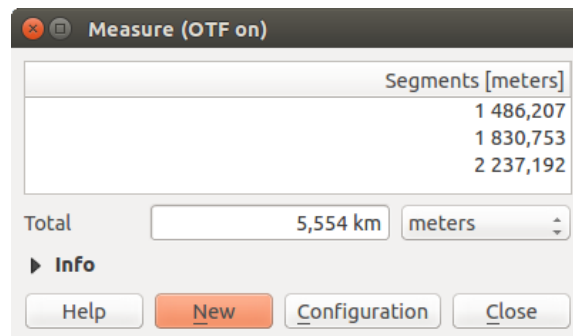 Measure (OTF on)
Segments [meters]
1 486,207
1 830,753
2 237,192
Total 5,554 km meters
Info
Help New Configuration Close